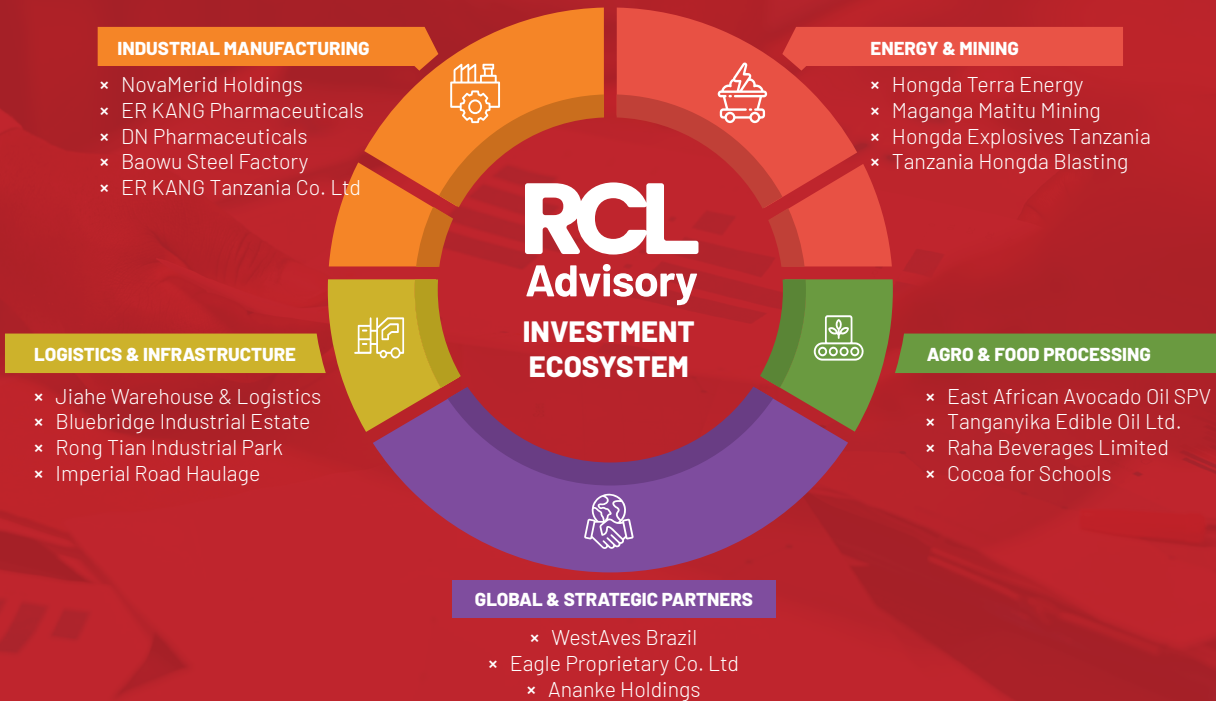 INDUSTRIAL MANUFACTURING
× NovaMerid Holdings
× ER KANG Pharmaceuticals
× DN Pharmaceuticals
× Baowu Steel Factory
× ER KANG Tanzania Co. Ltd
ENERGY & MINING
× Hongda Terra Energy
× Maganga Matitu Mining
× Hongda Explosives Tanzania
× Tanzania Hongda Blasting
RCL
Advisory
INVESTMENT
ECOSYSTEM
LOGISTICS & INFRASTRUCTURE
× Jiahe Warehouse & Logistics
× Bluebridge Industrial Estate
× Rong Tian Industrial Park
× Imperial Road Haulage
AGRO & FOOD PROCESSING
× East African Avocado Oil SPV
× Tanganyika Edible Oil Ltd.
× Raha Beverages Limited
× Cocoa for Schools
GLOBAL & STRATEGIC PARTNERS
× WestAves Brazil
× Eagle Proprietary Co. Ltd
× Ananke Holdings